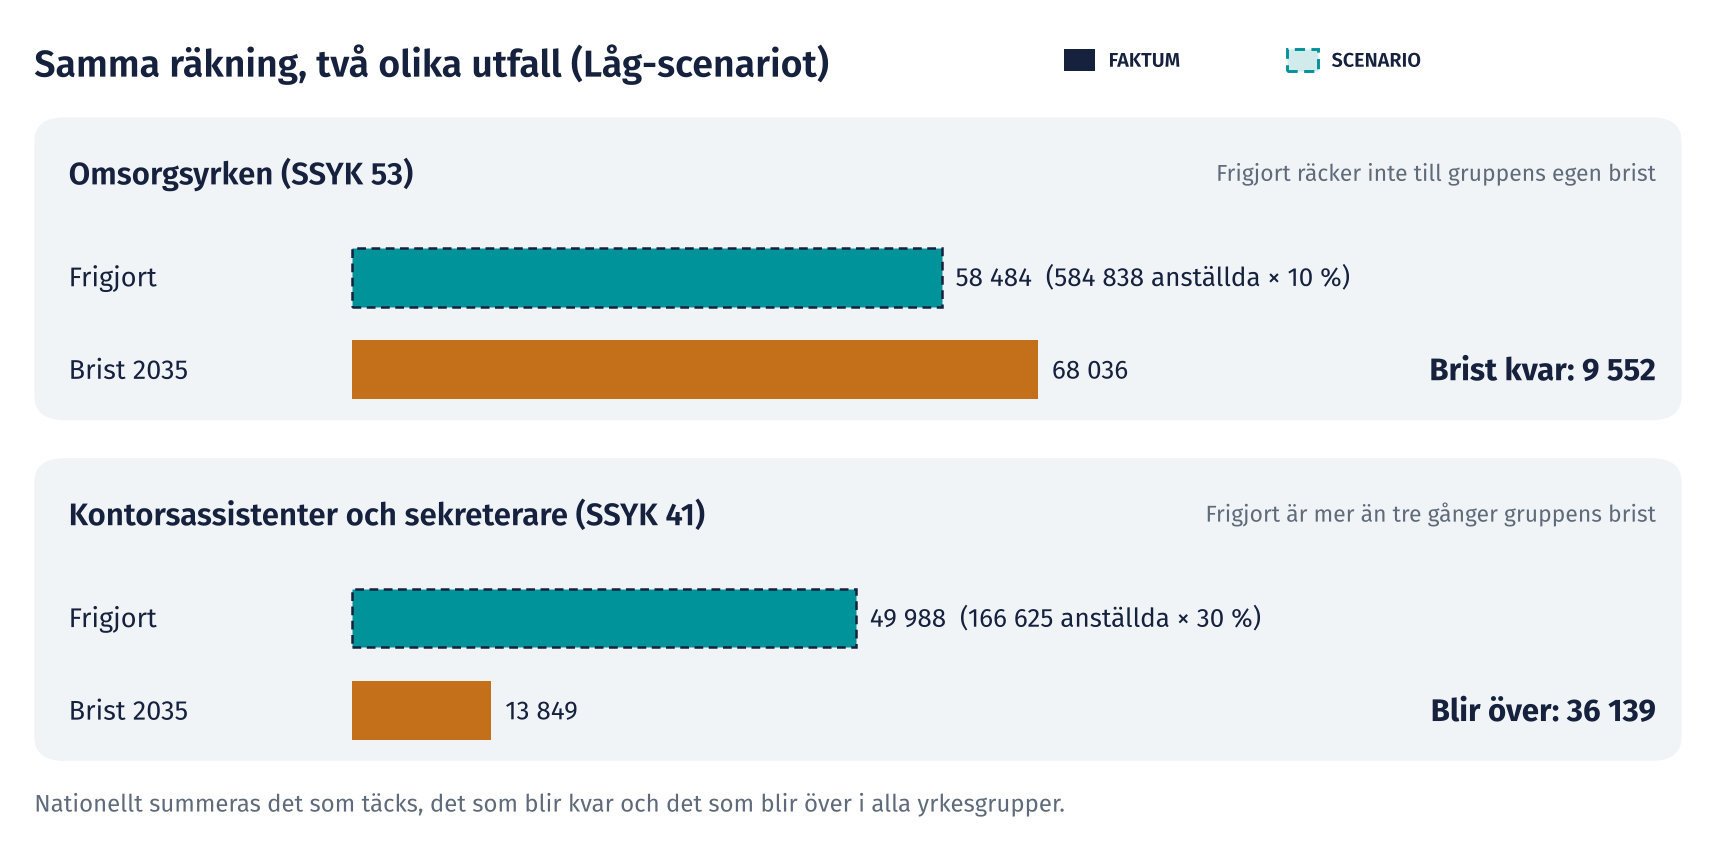 Samma räkning, två olika utfall (Låg-scenariot)
FAKTUM
SCENARIO
Omsorgsyrken (SSYK 53)
Frigjort räcker inte till gruppens egen brist
Frigjort
58 484 (584 838 anställda × 10 %)
Brist 2035
68 036
Brist kvar: 9 552
Kontorsassistenter och sekreterare (SSYK 41)
Frigjort är mer än tre gånger gruppens brist
Frigjort
49 988 (166 625 anställda × 30 %)
Brist 2035
13 849
Blir över: 36 139
Nationellt summeras det som täcks, det som blir kvar och det som blir över i alla yrkesgrupper.